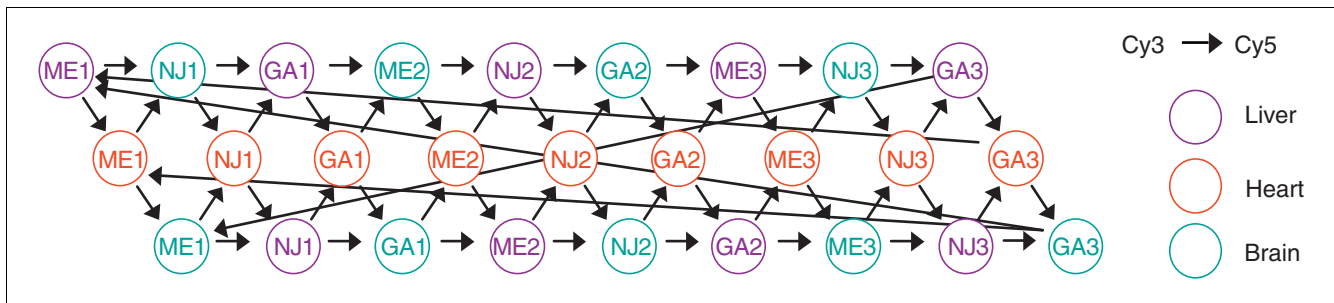 ME1 NJ1 GA1 ME2 NJ2 GA2 ME3 NJ3 GA3
ME1 NJ1 GA1 ME2 NJ2 GA2 ME3 NJ3 GA3
ME1 NJ1 GA1 ME2 NJ2 GA2 ME3 NJ3 GA3
Cy3 Cy5
Liver
Heart
Brain